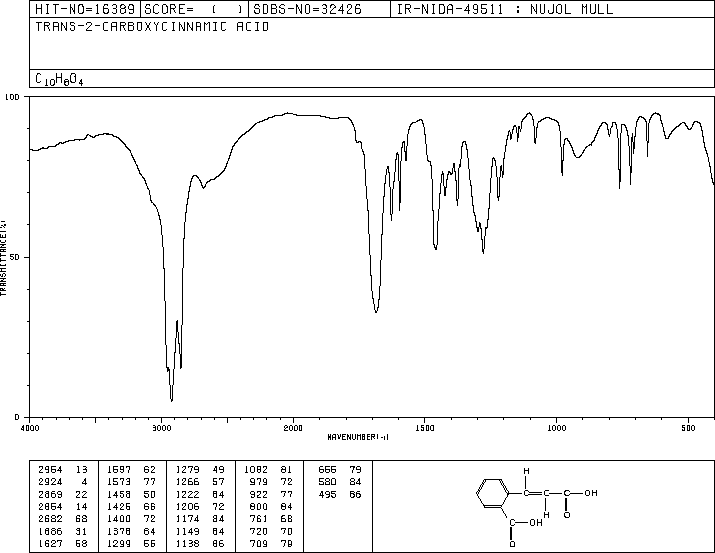 HIT-NO=16389 SCORE= ( ) SDBS-NO=32426 IR-NIDA-49511 : NUJOL MULL
TRANS-2-CARBOXYCINNAMIC ACID
C10H8O4
100
50
0
TRANSMITTANCE(%)
4000 3000 2000 1500 1000 500
WAVENUMBER(-1)
2954 13 1597 62 1279 49 1082 81 655 79
2924 4 1573 77 1266 57 979 72 580 84
2869 22 1458 50 1222 64 922 77 495 86
2854 14 1426 66 1206 72 800 84
2682 68 1400 72 1174 84 761 68
1686 31 1378 64 1149 84 720 70
1627 58 1299 55 1138 86 709 79
H
C=C-C-OH
H O
C-OH
O